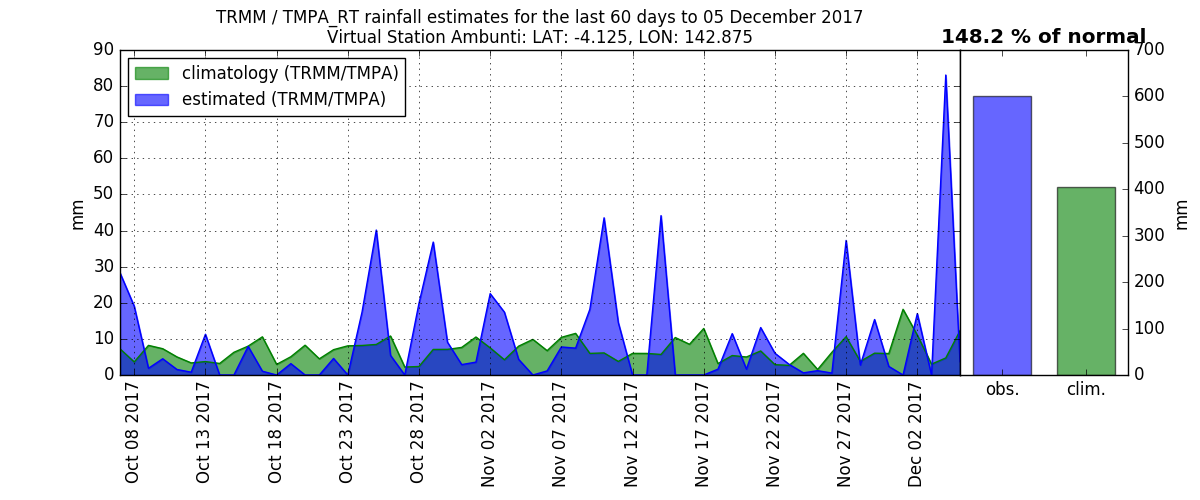 TRMM / TMPA_RT rainfall estimates for the last 60 days to 05 December 2017
Virtual Station Ambunti: LAT: -4.125, LON: 142.875
148.2 % of normal
climatology (TRMM/TMPA)
estimated (TRMM/TMPA)
90
80
70
60
50
40
30
20
10
0
mm
Oct 08 2017
Oct 13 2017
Oct 18 2017
Oct 23 2017
Oct 28 2017
Nov 02 2017
Nov 07 2017
Nov 12 2017
Nov 17 2017
Nov 22 2017
Nov 27 2017
Dec 02 2017
obs.
clim.
700
600
500
400
300
200
100
0
mm